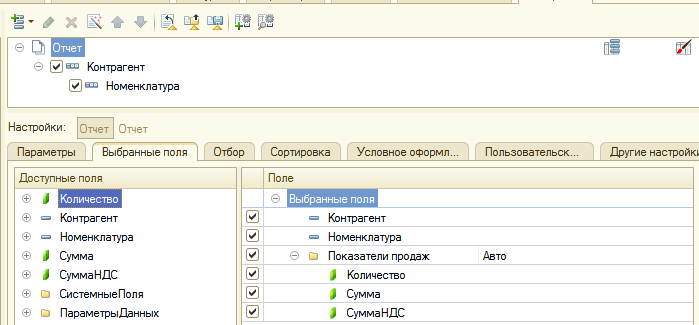 Отчет
Контрагент
Номенклатура
Настройки: Отчет Отчет
Параметры Выбранные поля Отбор Сортировка Условное оформл... Пользовательск... Другие настройки
Доступные поля Поле
Количество Выбранные поля
Контрагент Контрагент
Номенклатура Номенклатура
Сумма Показатели продаж Авто
СуммаНДС Количество
СистемныеПоля Сумма
ПараметрыДанных СуммаНДС